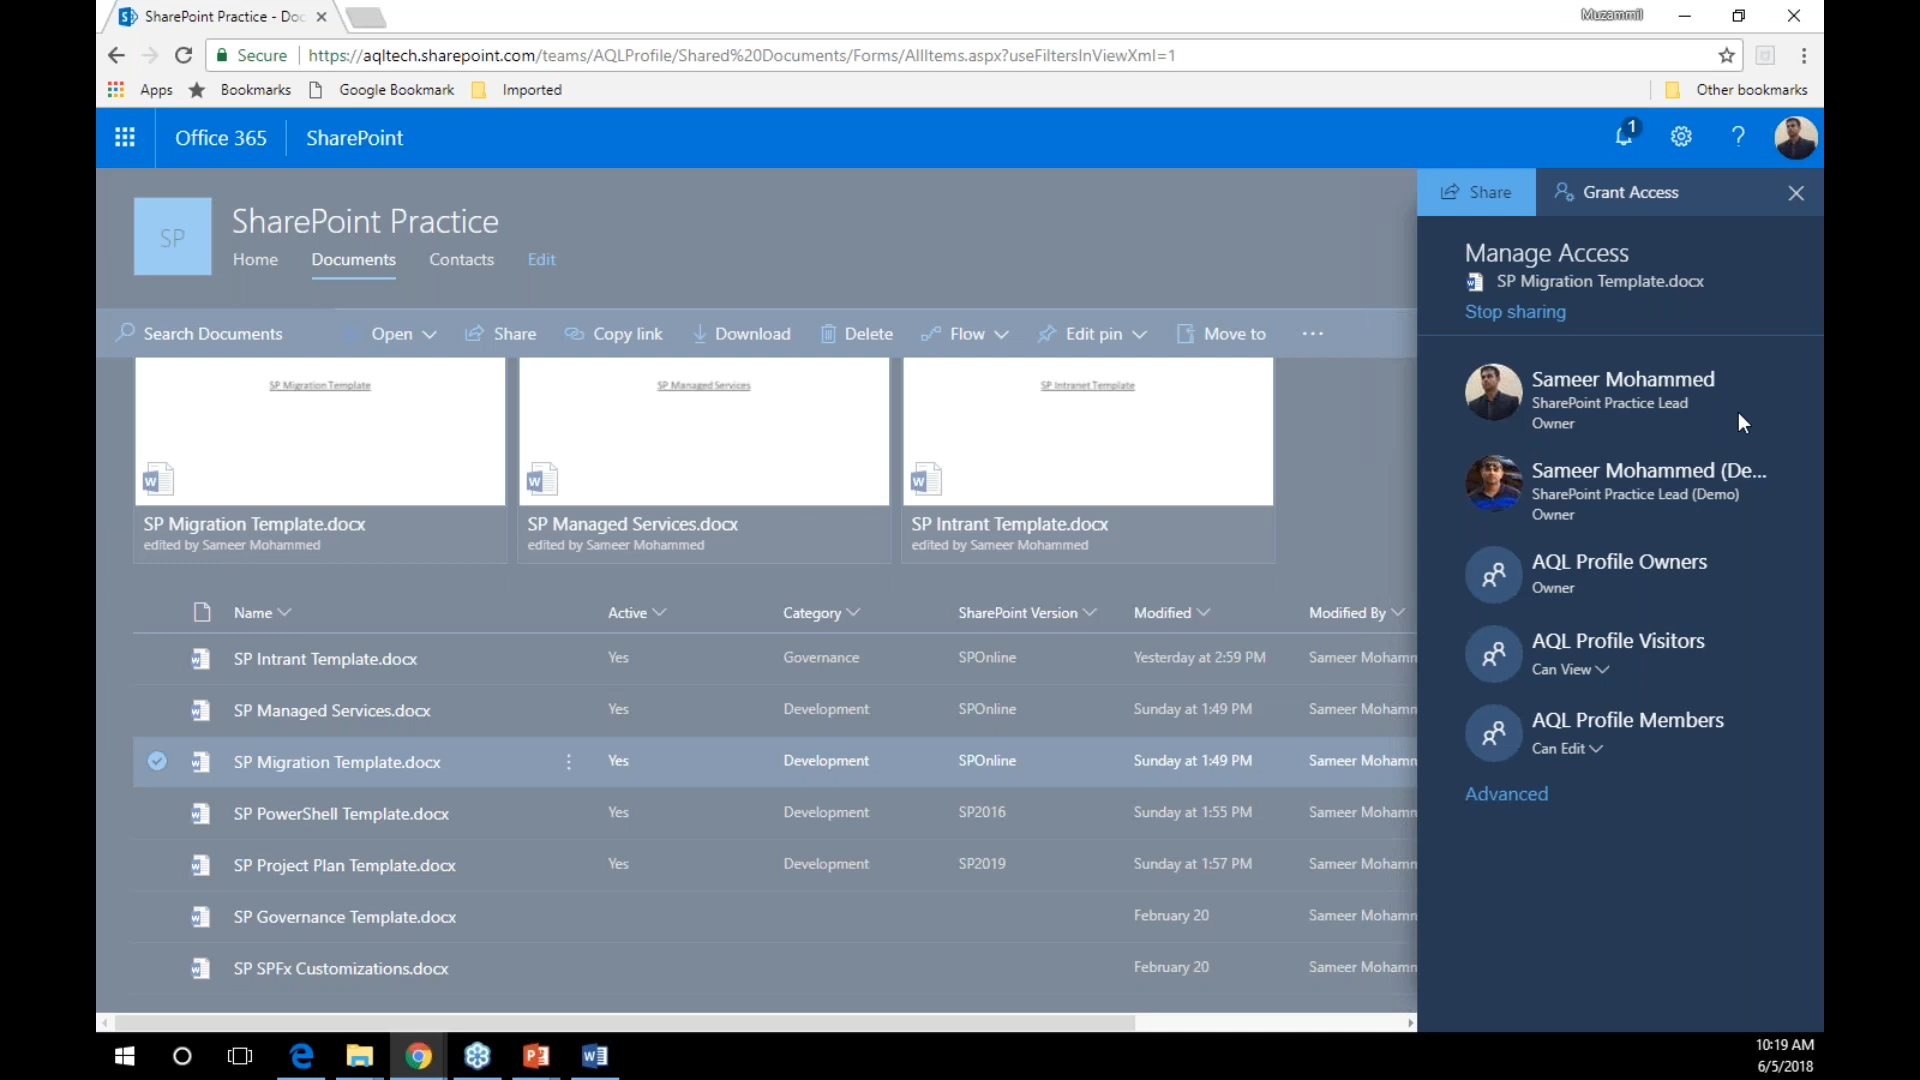 SharePoint Practice - Doc
Muzammil
Secure
https://aqltech.sharepoint.com/teams/AQLProfile/Shared%20Documents/Forms/AllItems.aspx?useFiltersInViewXml=1
Apps
Bookmarks
Google Bookmark
Imported
Other bookmarks
Office 365
SharePoint
1
?
SP
SharePoint Practice
Home
Documents
Contacts
Edit
Search Documents
Open
Share
Copy link
Download
Delete
Flow
Edit pin
Move to
SP Migration Template
SP Managed Services
SP Intranet Template
SP Migration Template.docx
edited by Sameer Mohammed
SP Managed Services.docx
edited by Sameer Mohammed
SP Intrant Template.docx
edited by Sameer Mohammed
Name
Active
Category
SharePoint Version
Modified
Modified By
SP Intrant Template.docx
Yes
Governance
SPOnline
Yesterday at 2:59 PM
Sameer Mohamm
SP Managed Services.docx
Yes
Development
SPOnline
Sunday at 1:49 PM
Sameer Mohamm
SP Migration Template.docx
Yes
Development
SPOnline
Sunday at 1:49 PM
Sameer Mohamm
SP PowerShell Template.docx
Yes
Development
SP2016
Sunday at 1:55 PM
Sameer Mohamm
SP Project Plan Template.docx
Yes
Development
SP2019
Sunday at 1:57 PM
Sameer Mohamm
SP Governance Template.docx
February 20
Sameer Mohamm
SP SPFx Customizations.docx
February 20
Sameer Mohamm
Share
Grant Access
Manage Access
SP Migration Template.docx
Stop sharing
Sameer Mohammed
SharePoint Practice Lead
Owner
Sameer Mohammed (De...
SharePoint Practice Lead (Demo)
Owner
AQL Profile Owners
Owner
AQL Profile Visitors
Can View
AQL Profile Members
Can Edit
Advanced
10:19 AM
6/5/2018